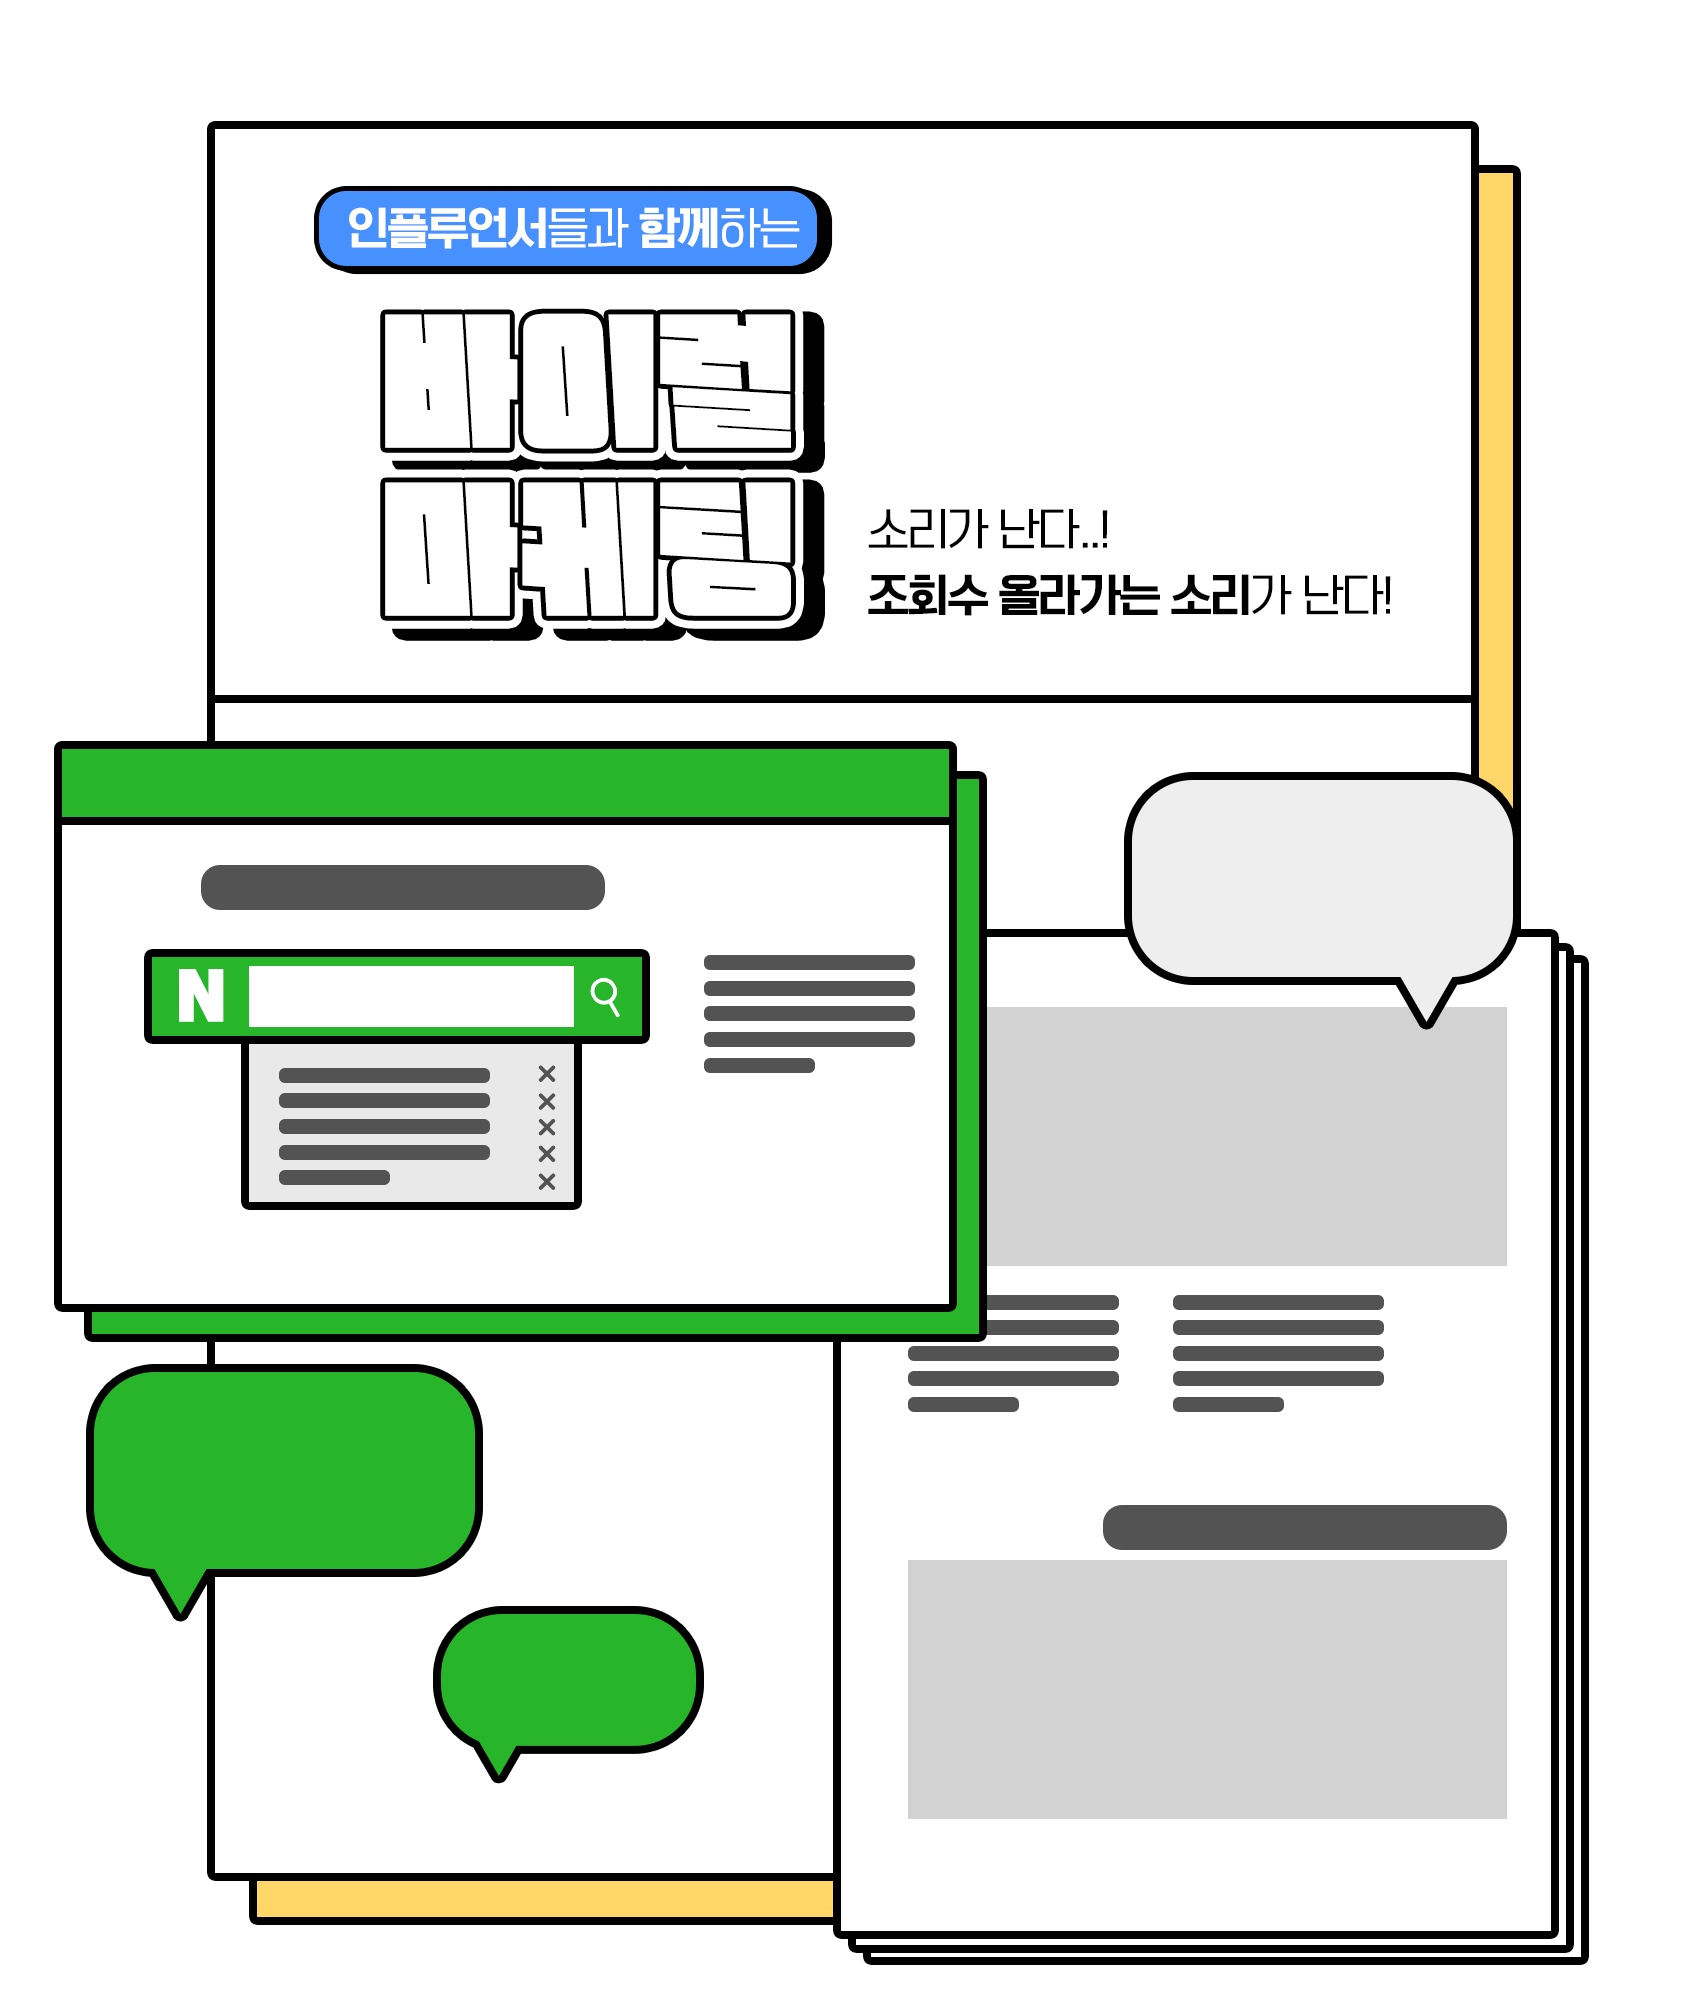 인플루언서들과 함께하는
바이럴
마케팅
소리가 난다..!
조회수 올라가는 소리가 난다!
N